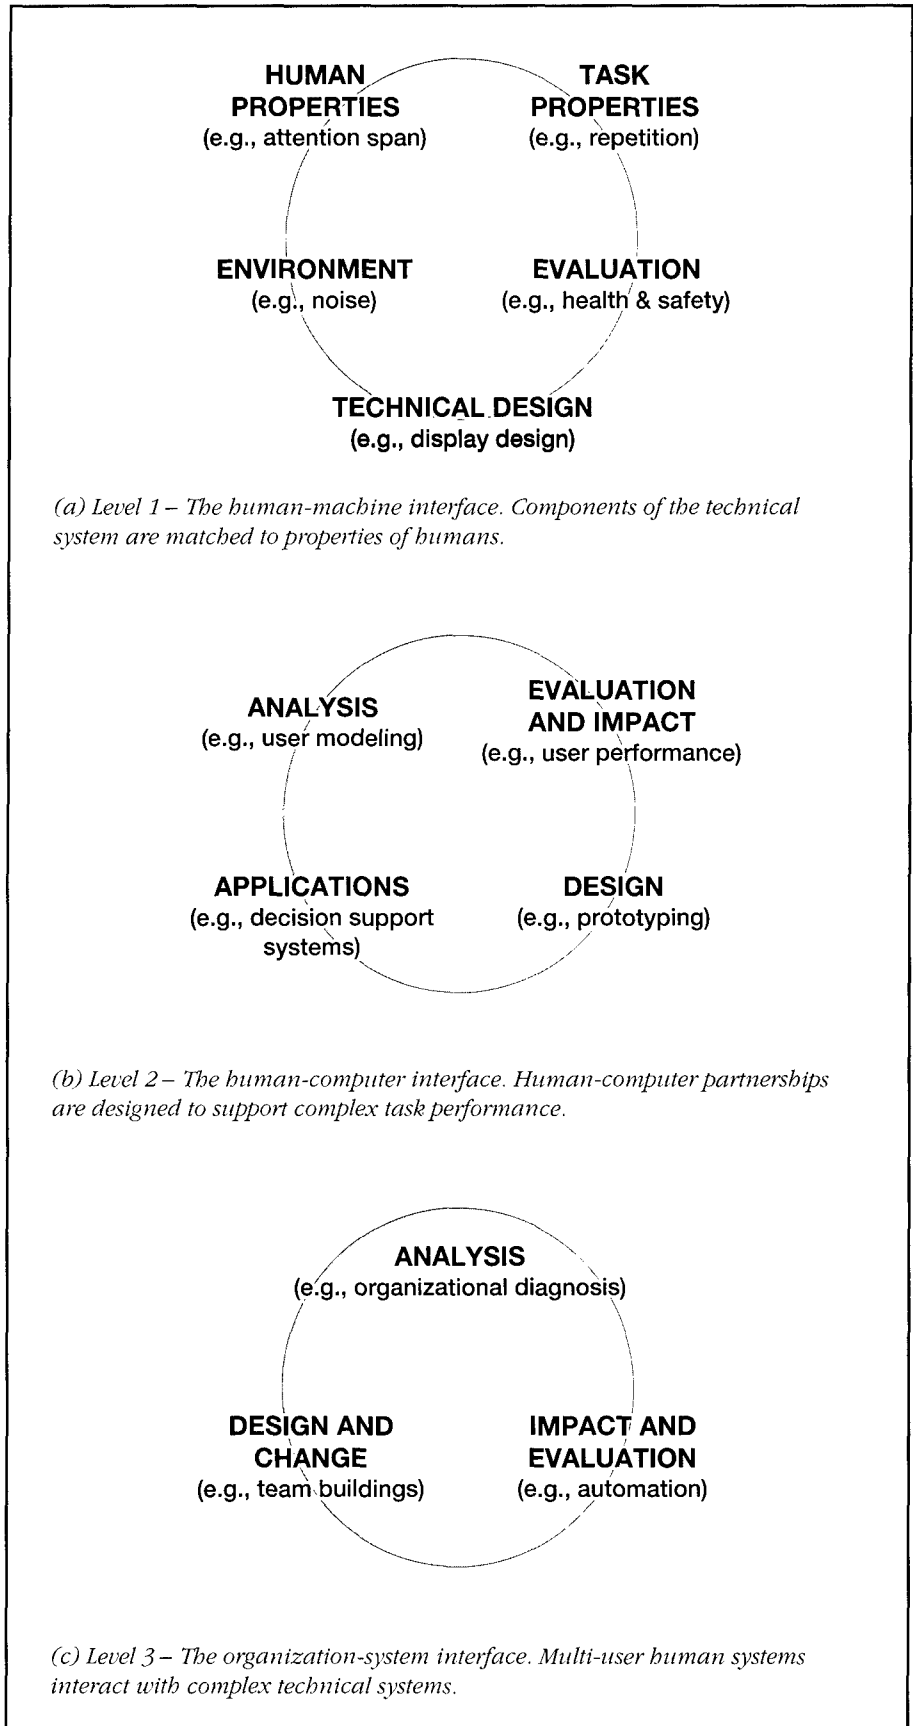 HUMAN
PROPERTIES
(e.g., attention span)
TASK
PROPERTIES
(e.g., repetition)
ENVIRONMENT
(e.g., noise)
EVALUATION
(e.g., health & safety)
TECHNICAL DESIGN
(e.g., display design)
(a) Level 1 – The human-machine interface. Components of the technical
system are matched to properties of humans.
ANALYSIS
(e.g., user modeling)
EVALUATION
AND IMPACT
(e.g., user performance)
APPLICATIONS
(e.g., decision support
systems)
DESIGN
(e.g., prototyping)
(b) Level 2 – The human-computer interface. Human-computer partnerships
are designed to support complex task performance.
ANALYSIS
(e.g., organizational diagnosis)
DESIGN AND
CHANGE
(e.g., team buildings)
IMPACT AND
EVALUATION
(e.g., automation)
(c) Level 3 – The organization-system interface. Multi-user human systems
interact with complex technical systems.